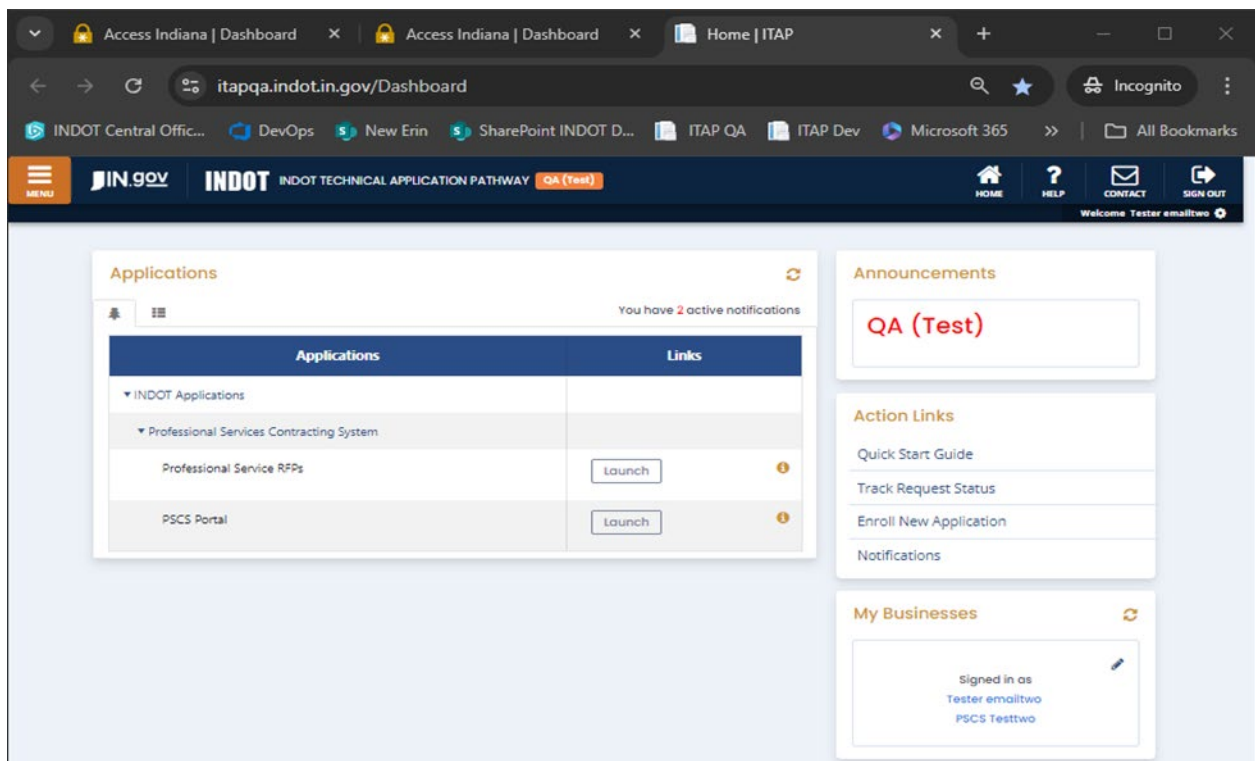 Access Indiana | Dashboard
Access Indiana | Dashboard
Home | ITAP
itapqa.indot.in.gov/Dashboard
Incognito
INDOT Central Offic...
DevOps
New Erin
SharePoint INDOT D...
ITAP QA
ITAP Dev
Microsoft 365
All Bookmarks
MENU
IN.gov
INDOT
INDOT TECHNICAL APPLICATION PATHWAY
QA (Test)
HOME
HELP
CONTACT
SIGN OUT
Welcome Tester emailtwo
Applications
You have 2 active notifications
Applications
Links
INDOT Applications
Professional Services Contracting System
Professional Service RFPs
Launch
PSCS Portal
Launch
Announcements
QA (Test)
Action Links
Quick Start Guide
Track Request Status
Enroll New Application
Notifications
My Businesses
Signed in as
Tester emailtwo
PSCS Testtwo